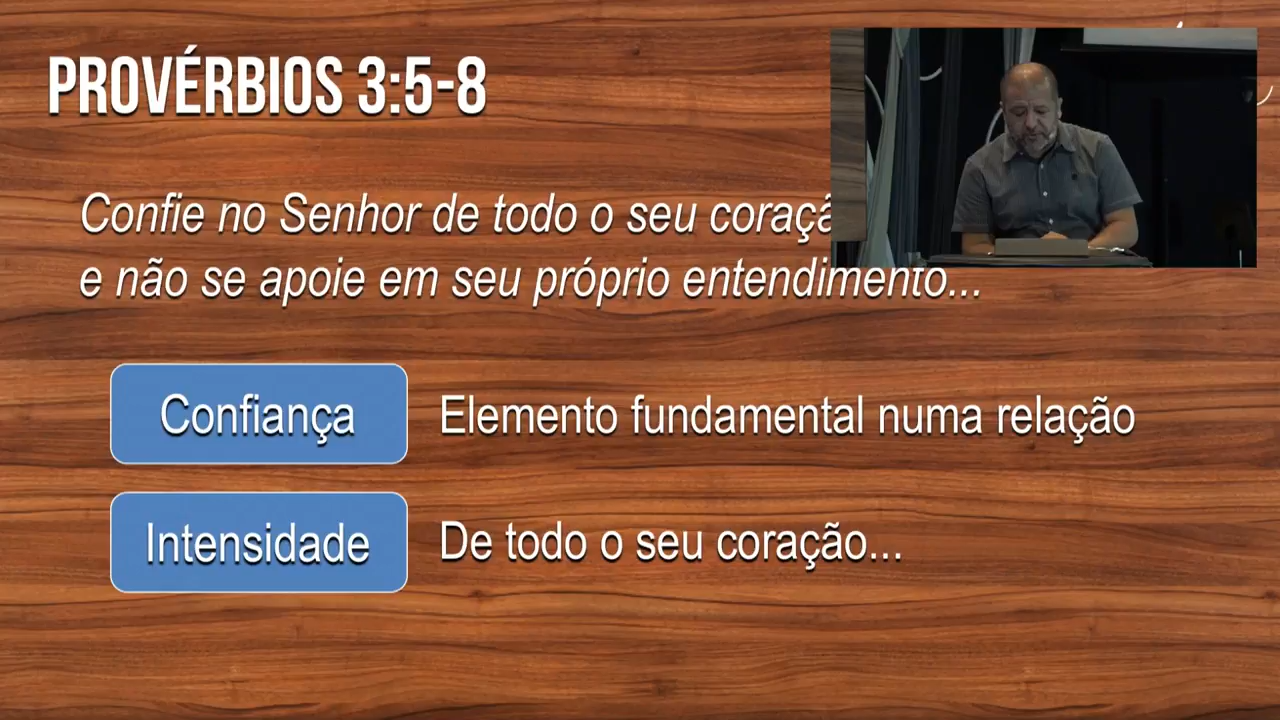 PROVÉRBIOS 3:5-8
Confie no Senhor de todo o seu
e não se apoie em seu próprio entendimento...
Confiança Elemento fundamental numa relação
Intensidade De todo o seu coração...